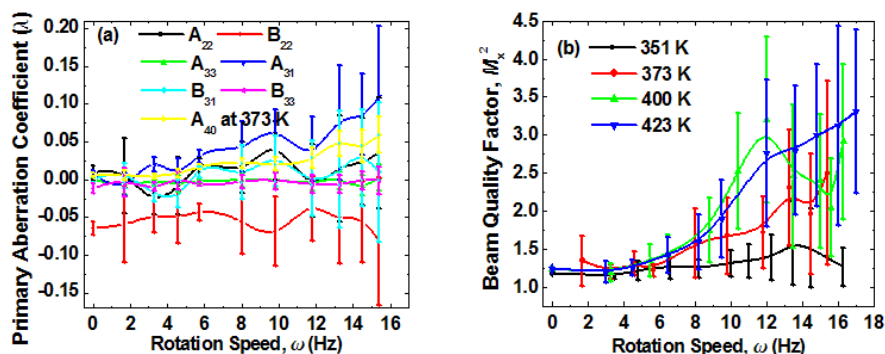 Primary Aberration Coefficient (λ)
0.20
0.15
0.10
0.05
0.00
-0.05
-0.10
-0.15
(a)
A22 B22
A33 A31
B31 B33
A40 at 373 K
0 2 4 6 8 10 12 14 16
Rotation Speed, ω (Hz)
Beam Quality Factor, Mx²
4.5
4.0
3.5
3.0
2.5
2.0
1.5
1.0
(b)
351 K
373 K
400 K
423 K
0 2 4 6 8 10 12 14 16 18
Rotation Speed, ω (Hz)